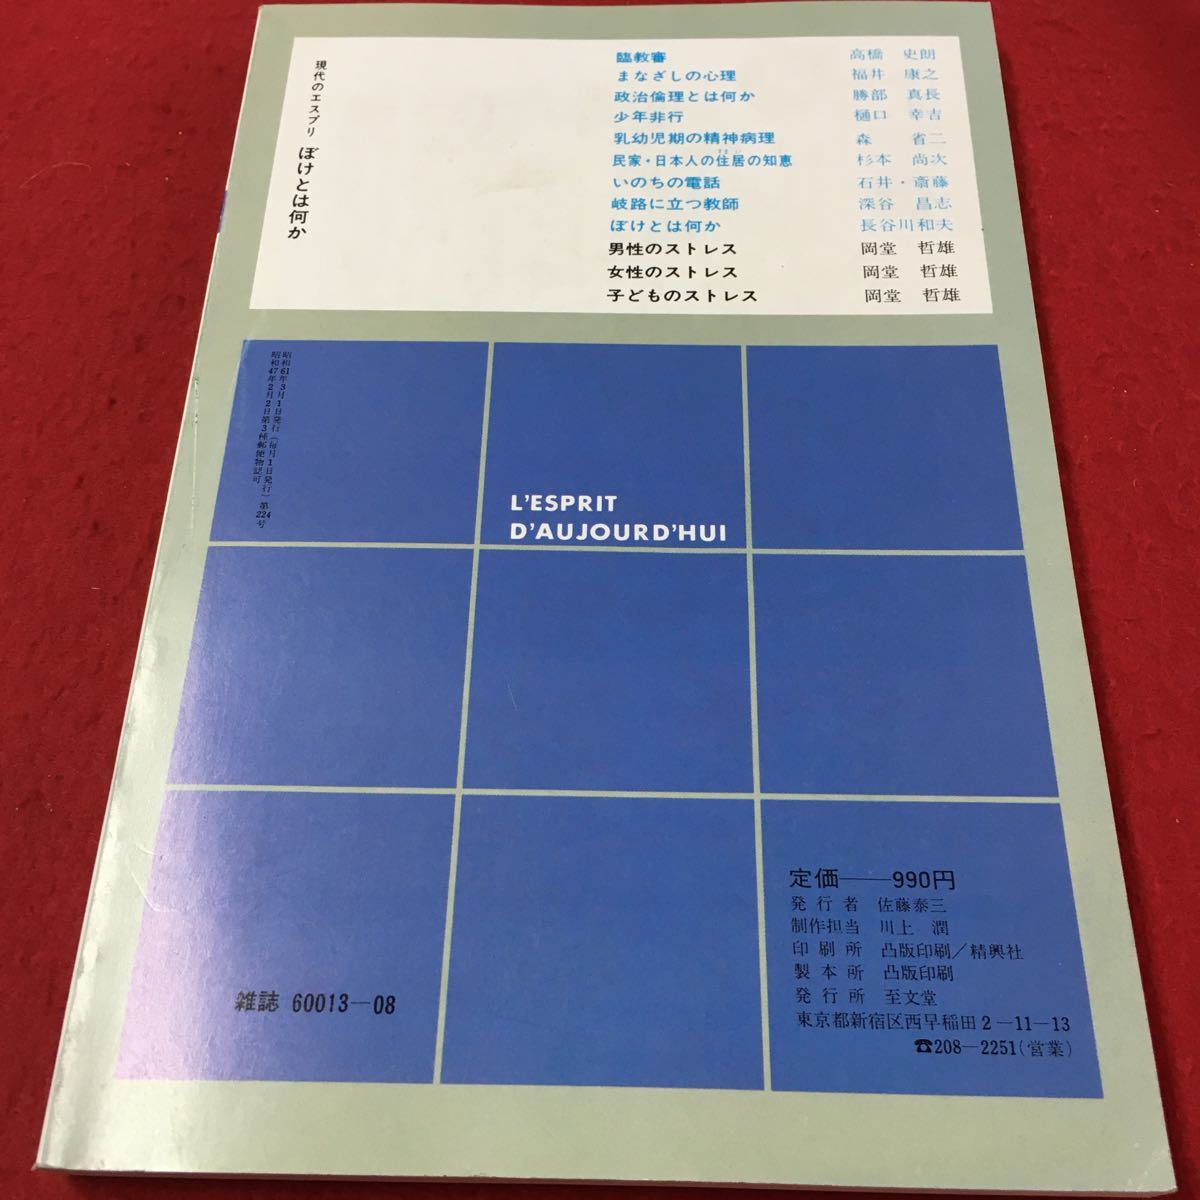 現代のエスプリ ぼけとは何か
臨教審 高橋 史朗
まなざしの心理 福井 康之
政治倫理とは何か 勝部 真長
少年非行 樋口 幸吉
乳幼児期の精神病理 森 省二
民家・日本人の住居の知恵 杉本 尚次
いのちの電話 石井・斎藤
岐路に立つ教師 深谷 昌志
ぼけとは何か 長谷川和夫
男性のストレス 岡堂 哲雄
女性のストレス 岡堂 哲雄
子どものストレス 岡堂 哲雄
昭和61年3月1日発行(毎月1日発行) 第224号
昭和47年2月2日第3種郵便物認可
L'ESPRIT
D'AUJOURD'HUI
定価——990円
発行者 佐藤泰三
制作担当 川上 潤
印刷所 凸版印刷/精興社
製本所 凸版印刷
発行所 至文堂
東京都新宿区西早稲田2-11-13
☎208-2251(営業)
雑誌 60013-08